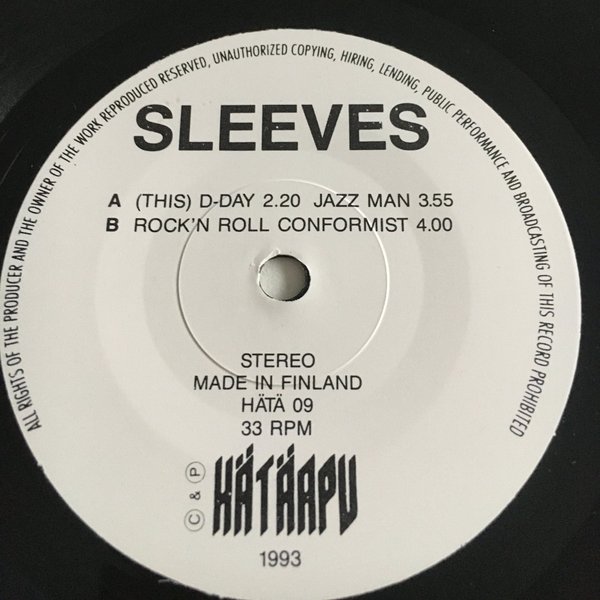 ALL RIGHTS OF THE PRODUCER AND THE OWNER OF THE WORK REPRODUCED RESERVED, UNAUTHORIZED COPYING, HIRING, LENDING, PUBLIC PERFORMANCE AND BROADCASTING OF THIS RECORD PROHIBITED
SLEEVES
A (THIS) D-DAY 2.20 JAZZ MAN 3.55
B ROCK'N ROLL CONFORMIST 4.00
STEREO
MADE IN FINLAND
HÄTÄ 09
33 RPM
C & P HÄTÄAPU
1993